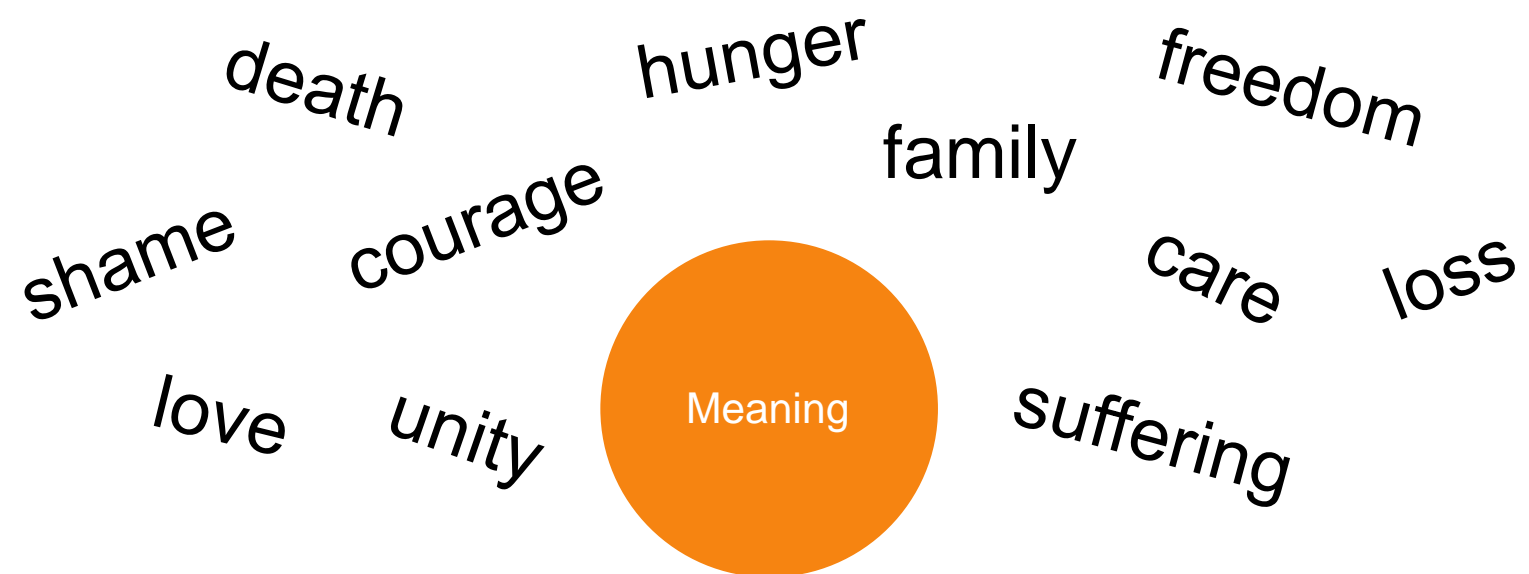 death
hunger
freedom
family
courage
shame
care
loss
love
unity
Meaning
suffering